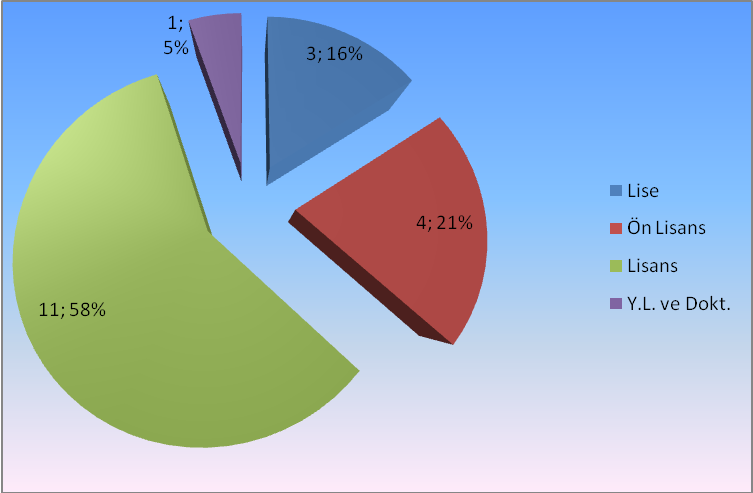 1;
5%
3; 16%
4; 21%
11; 58%
Lise
Ön Lisans
Lisans
Y.L. ve Dokt.